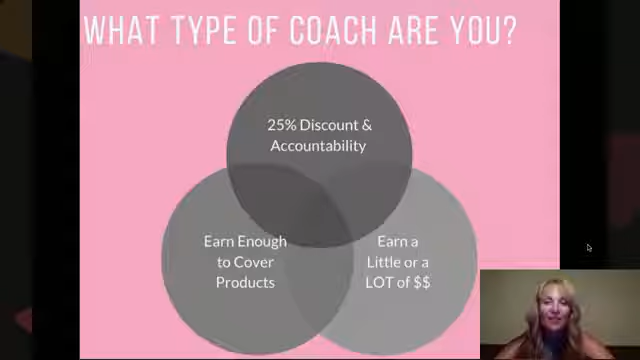 WHAT TYPE OF COACH ARE YOU?
25% Discount &
Accountability
Earn Enough
to Cover
Products
Earn a
Little or a
LOT of $$